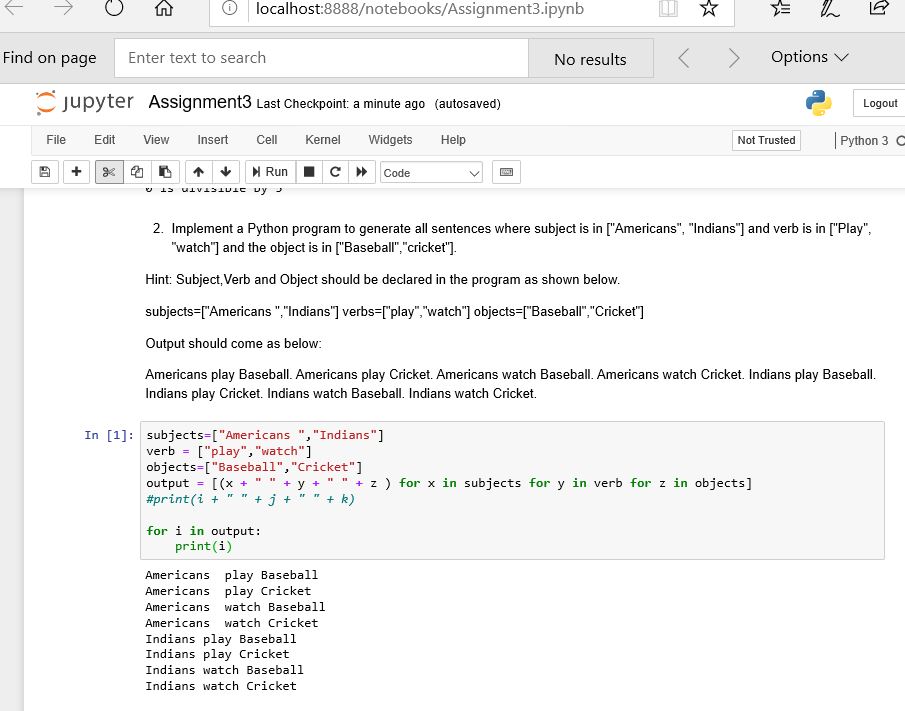 localhost:8888/notebooks/Assignment3.ipynb
Find on page Enter text to search No results Options
jupyter Assignment3 Last Checkpoint: a minute ago (autosaved) Logout
File Edit View Insert Cell Kernel Widgets Help Not Trusted Python 3
Run Code
0 is divisible by 5
2. Implement a Python program to generate all sentences where subject is in ["Americans", "Indians"] and verb is in ["Play",
"watch"] and the object is in ["Baseball","cricket"].
Hint: Subject,Verb and Object should be declared in the program as shown below.
subjects=["Americans ","Indians"] verbs=["play","watch"] objects=["Baseball","Cricket"]
Output should come as below:
Americans play Baseball. Americans play Cricket. Americans watch Baseball. Americans watch Cricket. Indians play Baseball.
Indians play Cricket. Indians watch Baseball. Indians watch Cricket.
In [1]: subjects=["Americans ","Indians"]
verb = ["play","watch"]
objects=["Baseball","Cricket"]
output = [(x + " " + y + " " + z ) for x in subjects for y in verb for z in objects]
#print(i + " " + j + " " + k)
for i in output:
    print(i)
Americans  play Baseball
Americans  play Cricket
Americans  watch Baseball
Americans  watch Cricket
Indians play Baseball
Indians play Cricket
Indians watch Baseball
Indians watch Cricket